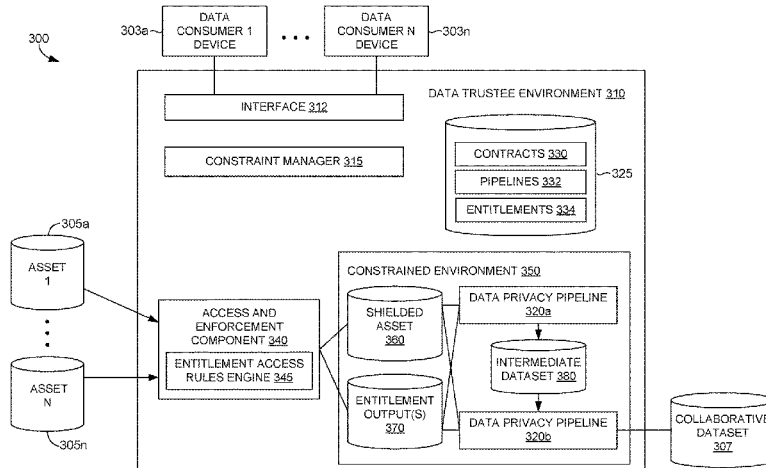 300
303a
DATA
CONSUMER 1
DEVICE
• • •
DATA
CONSUMER N
DEVICE
303n
INTERFACE 312
DATA TRUSTEE ENVIRONMENT 310
CONSTRAINT MANAGER 315
CONTRACTS 330
PIPELINES 332
ENTITLEMENTS 334
325
305a
ASSET
1
ASSET
N
305n
ACCESS AND
ENFORCEMENT
COMPONENT 340
ENTITLEMENT ACCESS
RULES ENGINE 345
CONSTRAINED ENVIRONMENT 350
SHIELDED
ASSET
360
ENTITLEMENT
OUTPUT(S)
370
DATA PRIVACY PIPELINE
320a
INTERMEDIATE
DATASET 380
DATA PRIVACY PIPELINE
320b
COLLABORATIVE
DATASET
307